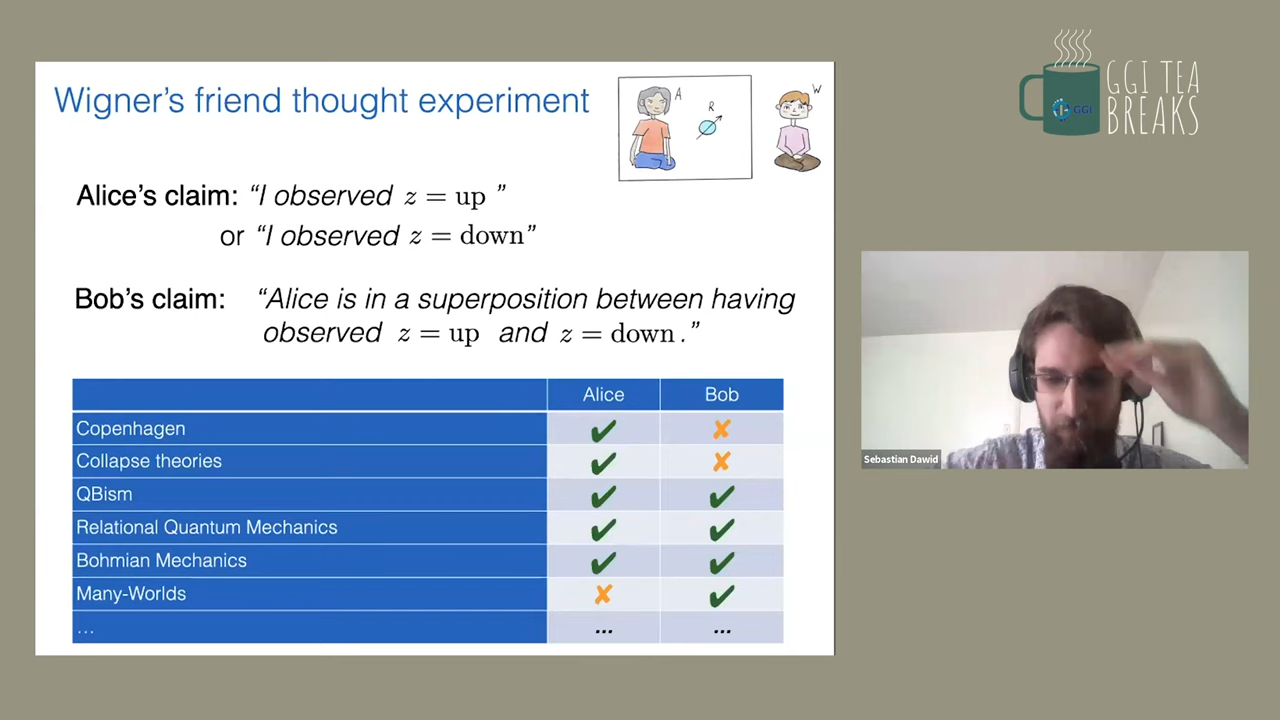 Wigner's friend thought experiment
A
R
W
Alice's claim: "I observed z = up "
or "I observed z = down"
Bob's claim: "Alice is in a superposition between having
observed z = up and z = down ."
Alice Bob
Copenhagen ✔ ✘
Collapse theories ✔ ✘
QBism ✔ ✔
Relational Quantum Mechanics ✔ ✔
Bohmian Mechanics ✔ ✔
Many-Worlds ✘ ✔
... ... ...
GGI TEA
BREAKS
GGI
Sebastian Dawid